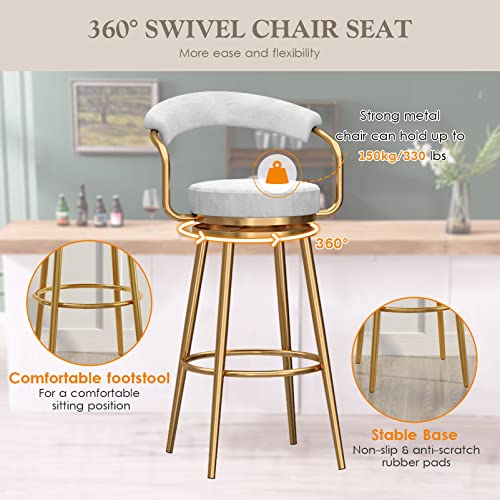 360° SWIVEL CHAIR SEAT
More ease and flexibility
Strong metal
chair can hold up to
150kg/330 lbs
360°
Comfortable footstool
For a comfortable
sitting position
Stable Base
Non-slip & anti-scratch
rubber pads